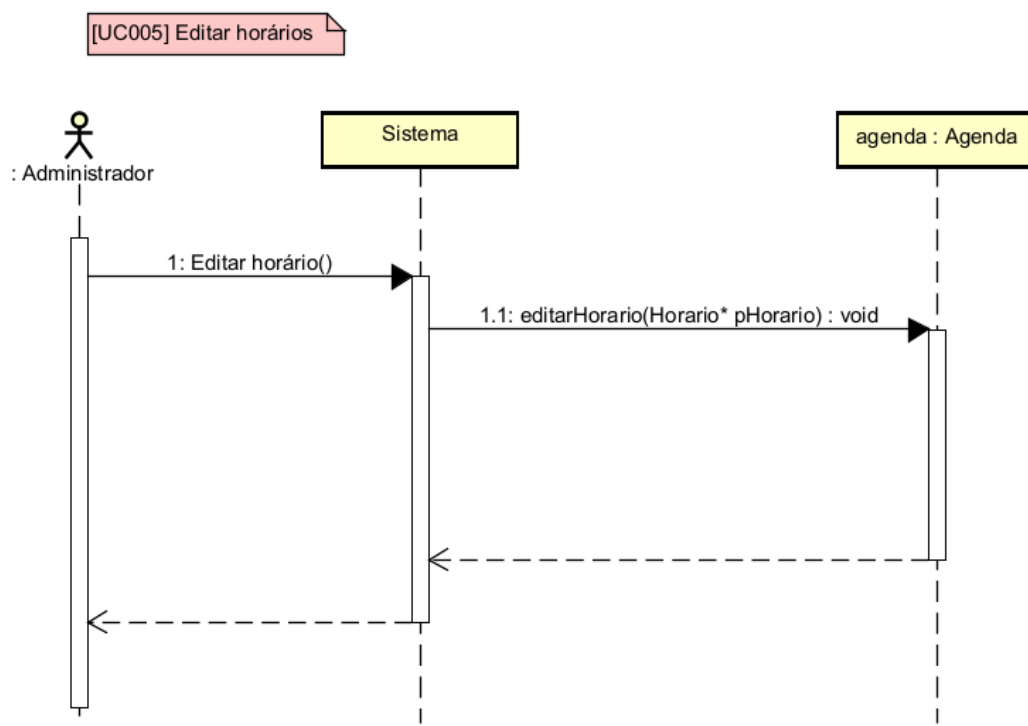 [UC005] Editar horários
Sistema
agenda : Agenda
: Administrador
1: Editar horário()
1.1: editarHorario(Horario* pHorario) : void